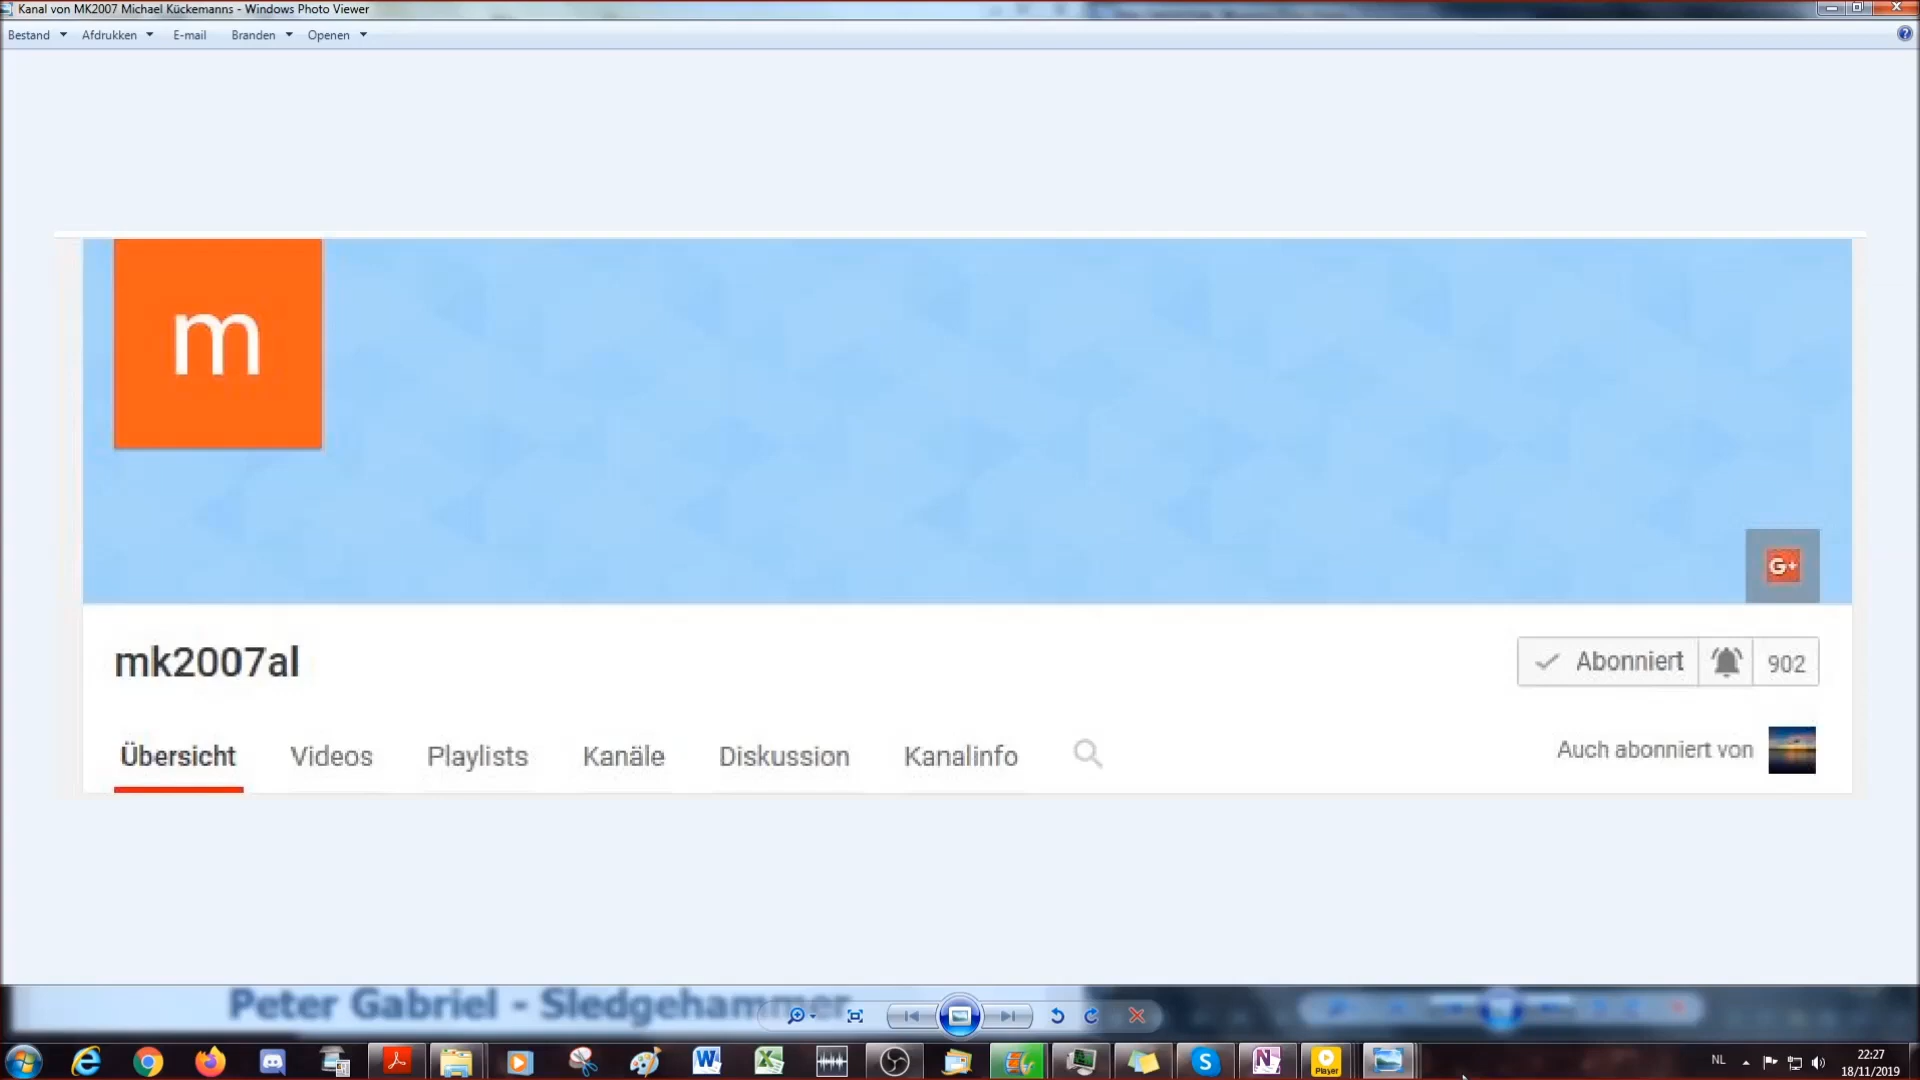 Kanal von MK2007 Michael Kückemanns - Windows Photo Viewer
Bestand Afdrukken E-mail Branden Openen
m
G+
mk2007al
Abonniert 902
Übersicht Videos Playlists Kanäle Diskussion Kanalinfo
Auch abonniert von
Peter Gabriel - Sledgehammer
Player
NL
22:27
18/11/2019